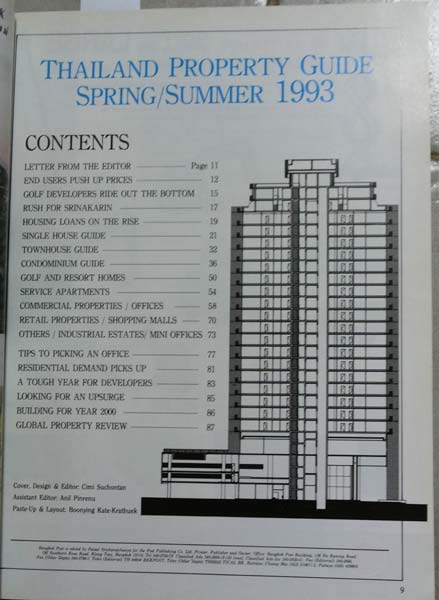 THAILAND PROPERTY GUIDE
SPRING/SUMMER 1993
CONTENTS
LETTER FROM THE EDITOR Page 11
END USERS PUSH UP PRICES 12
GOLF DEVELOPERS RIDE OUT THE BOTTOM 15
RUSH FOR SRINAKARIN 17
HOUSING LOANS ON THE RISE 19
SINGLE HOUSE GUIDE 21
TOWNHOUSE GUIDE 32
CONDOMINIUM GUIDE 36
GOLF AND RESORT HOMES 50
SERVICE APARTMENTS 54
COMMERCIAL PROPERTIES / OFFICES 58
RETAIL PROPERTIES / SHOPPING MALLS 70
OTHERS / INDUSTRIAL ESTATES/ MINI OFFICES 73
TIPS TO PICKING AN OFFICE 77
RESIDENTIAL DEMAND PICKS UP 81
A TOUGH YEAR FOR DEVELOPERS 83
LOOKING FOR AN UPSURGE 85
BUILDING FOR YEAR 2000 86
GLOBAL PROPERTY REVIEW 87
Cover, Design & Editor: Cimi Suchontan
Assistant Editor: Anil Pinrenu
Paste-Up & Layout: Boonying Kate-Krathuek
9